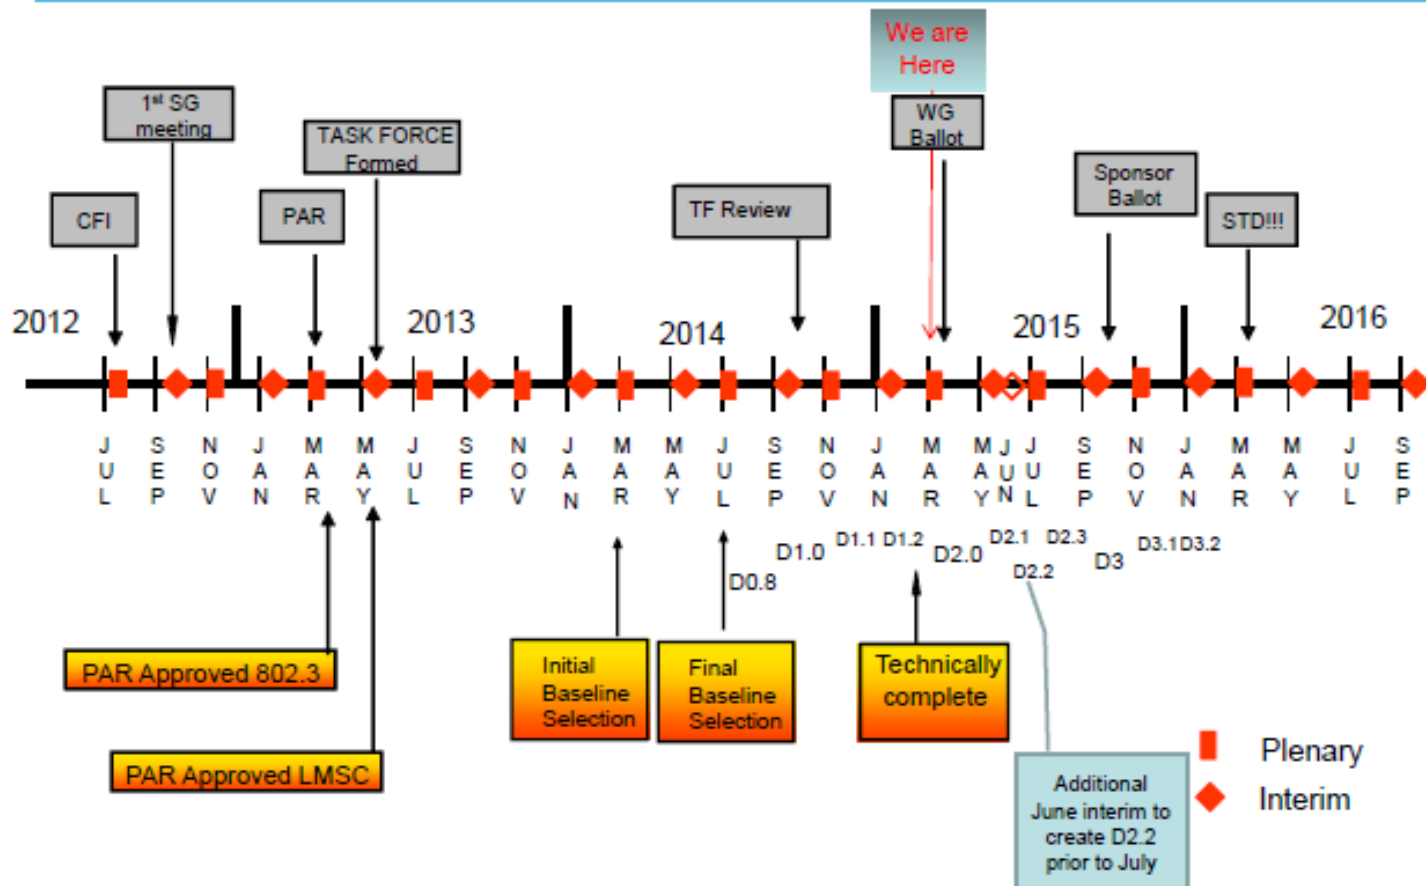 We are
Here
1st SG
meeting
WG
Ballot
TASK FORCE
Formed
CFI
PAR
TF Review
Sponsor
Ballot
STD!!!
2012
2013
2014
2015
2016
JUL
SEP
NOV
JAN
MAR
MAY
JUL
SEP
NOV
JAN
MAR
MAY
JUL
SEP
NOV
JAN
MAR
MAY
JUN
JUL
SEP
NOV
JAN
MAR
MAY
JUL
SEP
D0.8
D1.0
D1.1
D1.2
D2.0
D2.1
D2.2
D2.3
D3
D3.1
D3.2
PAR Approved 802.3
PAR Approved LMSC
Initial
Baseline
Selection
Final
Baseline
Selection
Technically
complete
Additional
June interim to
create D2.2
prior to July
Plenary
Interim